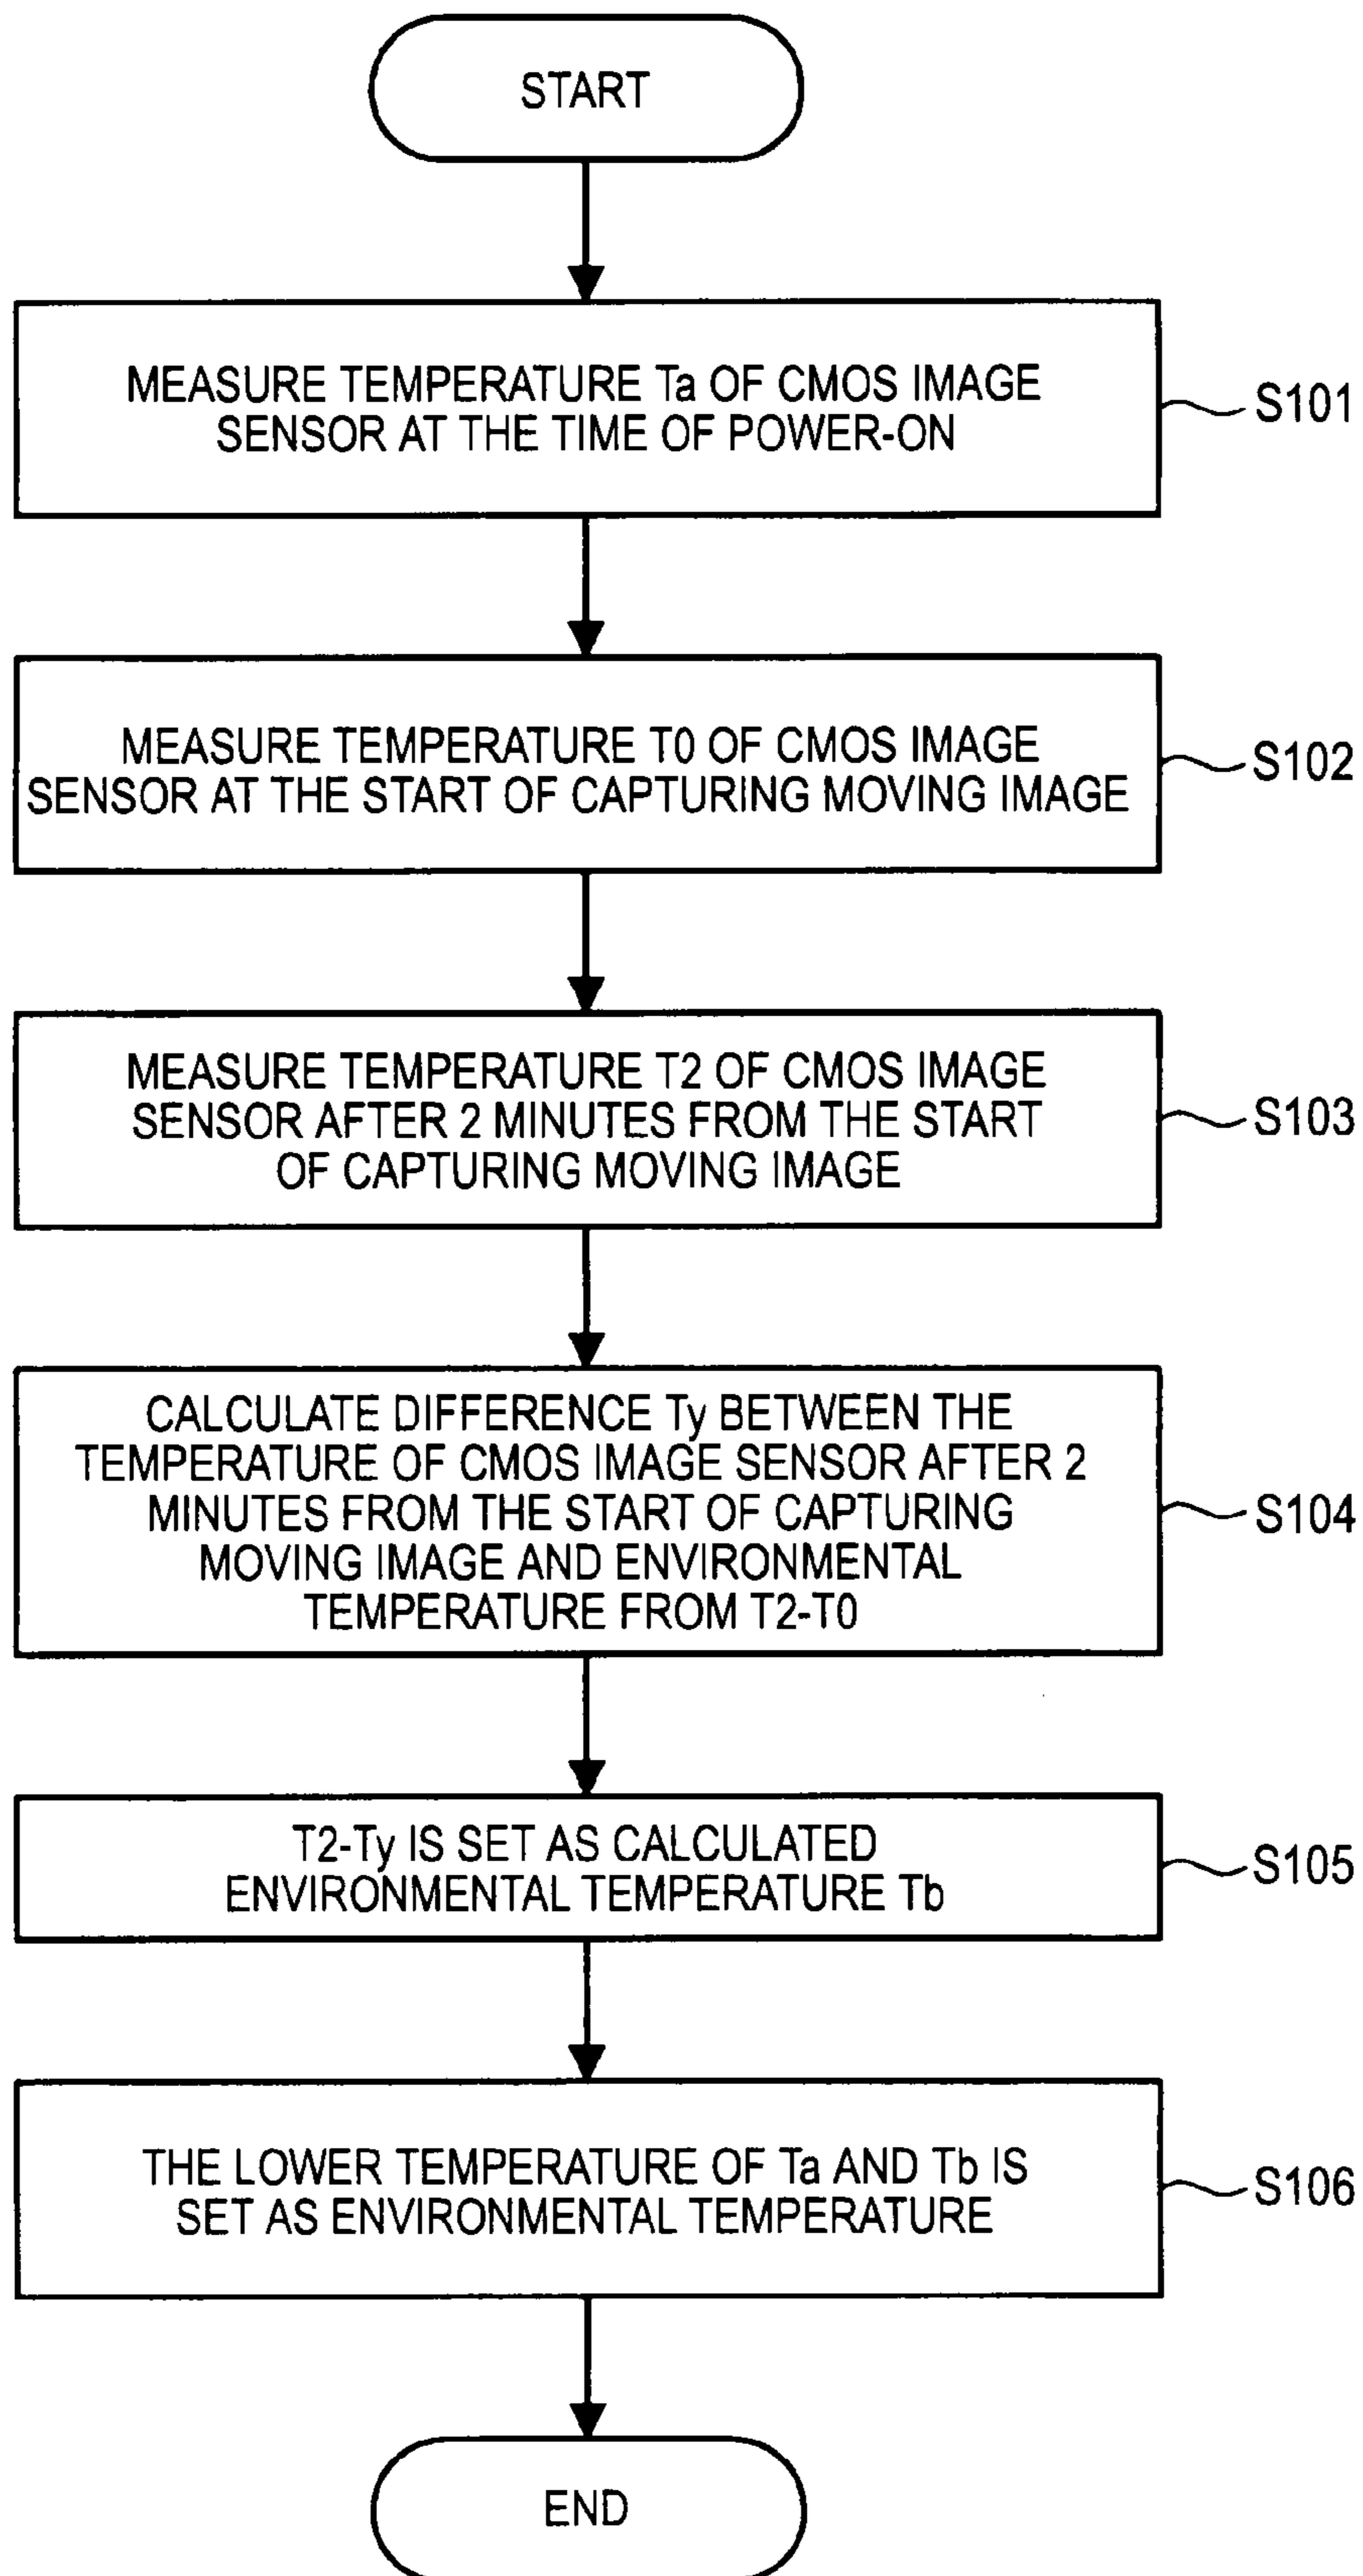 START
MEASURE TEMPERATURE Ta OF CMOS IMAGE
SENSOR AT THE TIME OF POWER-ON
S101
MEASURE TEMPERATURE T0 OF CMOS IMAGE
SENSOR AT THE START OF CAPTURING MOVING IMAGE
S102
MEASURE TEMPERATURE T2 OF CMOS IMAGE
SENSOR AFTER 2 MINUTES FROM THE START
OF CAPTURING MOVING IMAGE
S103
CALCULATE DIFFERENCE Ty BETWEEN THE
TEMPERATURE OF CMOS IMAGE SENSOR AFTER 2
MINUTES FROM THE START OF CAPTURING
MOVING IMAGE AND ENVIRONMENTAL
TEMPERATURE FROM T2-T0
S104
T2-Ty IS SET AS CALCULATED
ENVIRONMENTAL TEMPERATURE Tb
S105
THE LOWER TEMPERATURE OF Ta AND Tb IS
SET AS ENVIRONMENTAL TEMPERATURE
S106
END